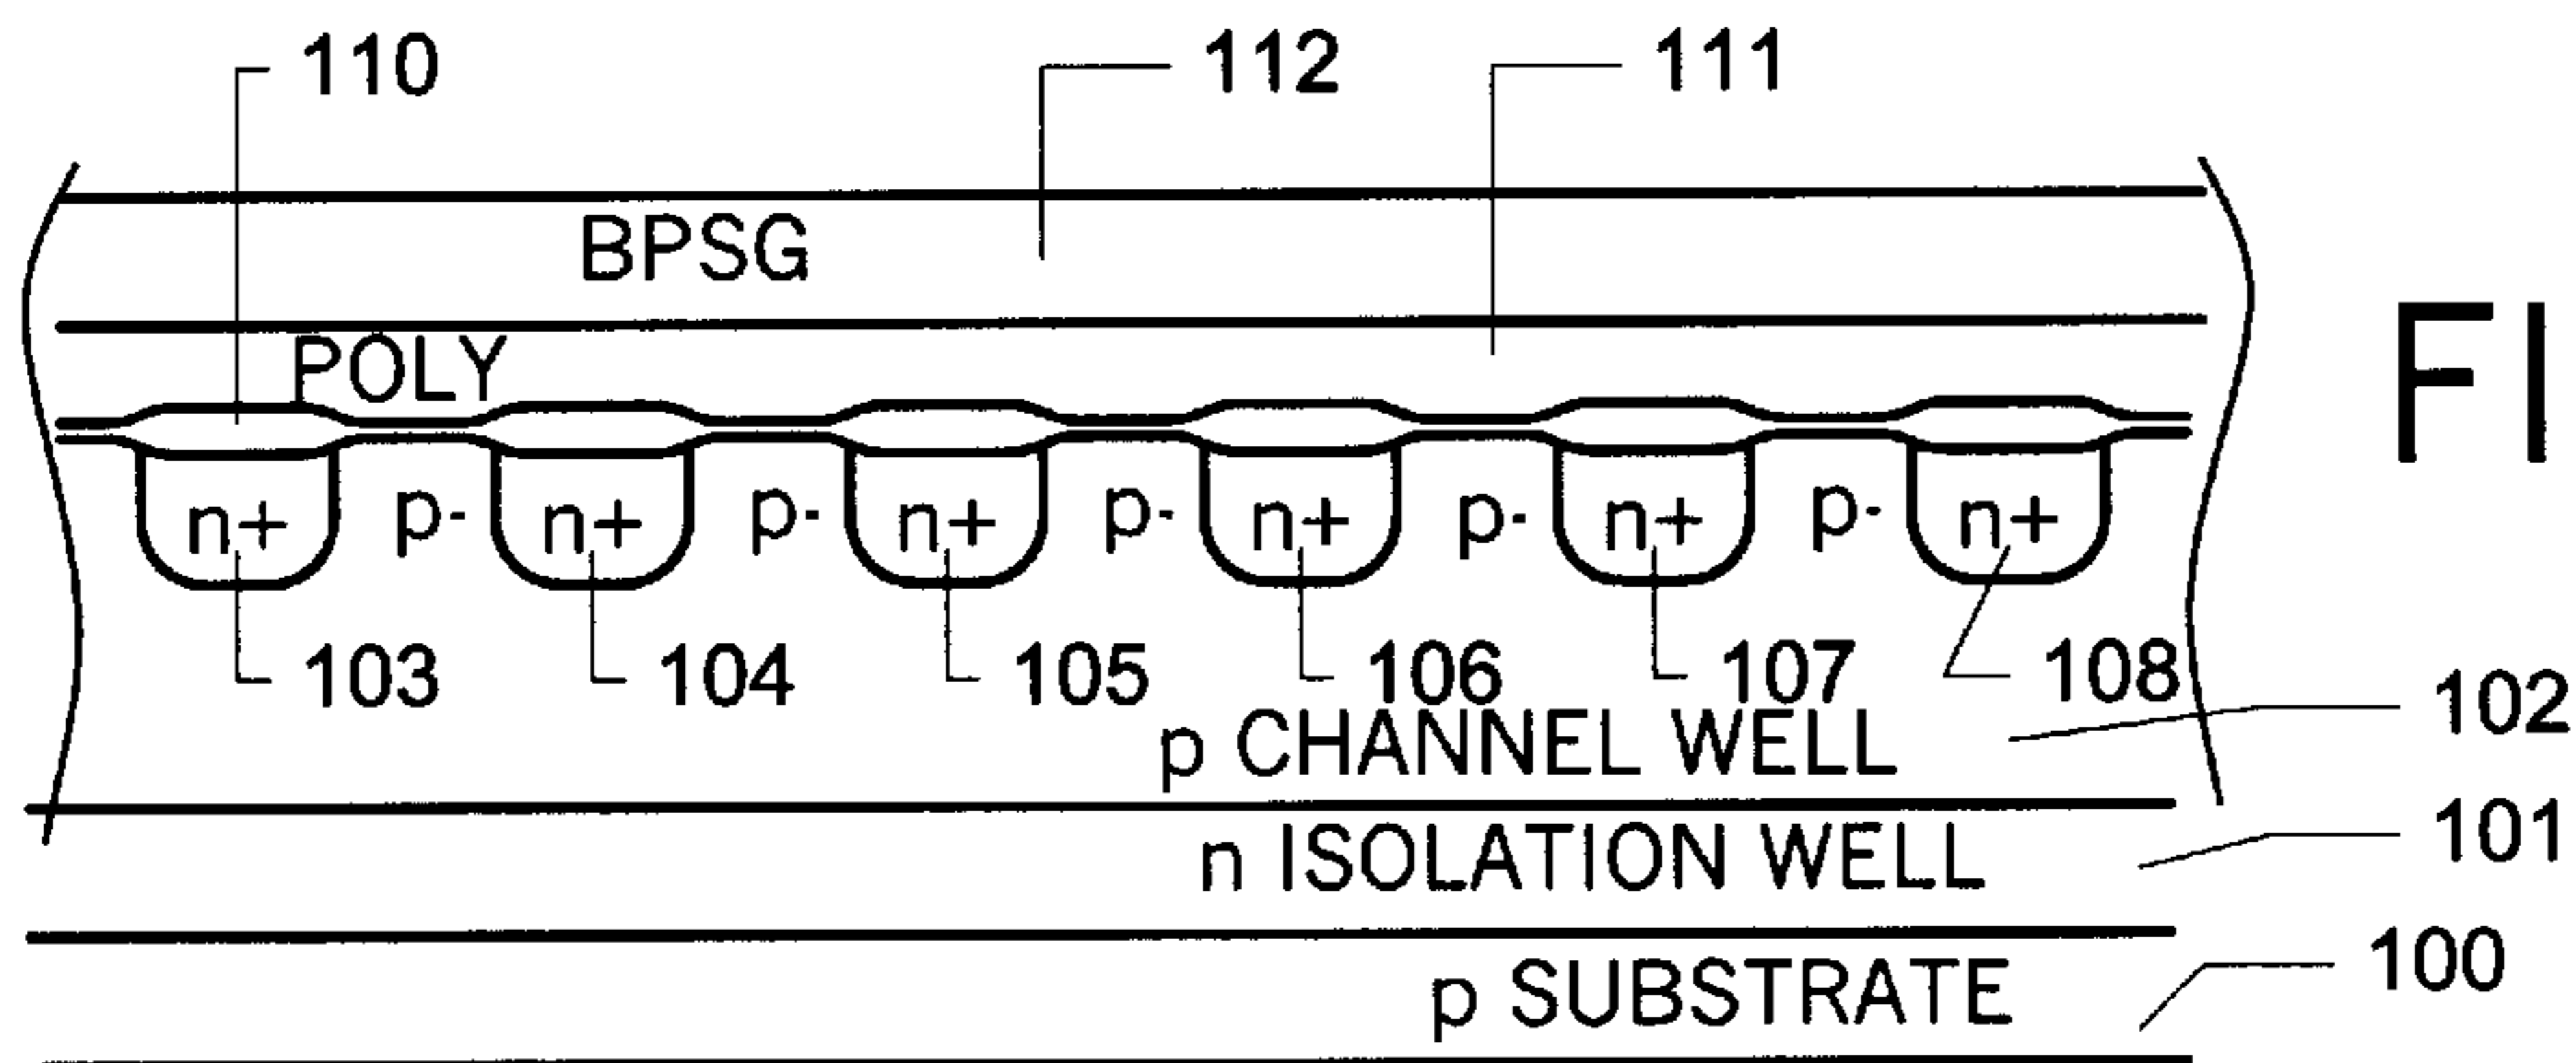 110 112 111
BPSG
FI
POLY
n+ p- n+ p- n+ p- n+ p- n+ p- n+
103 104 105 106 107 108
102
p CHANNEL WELL
101
n ISOLATION WELL
100
p SUBSTRATE